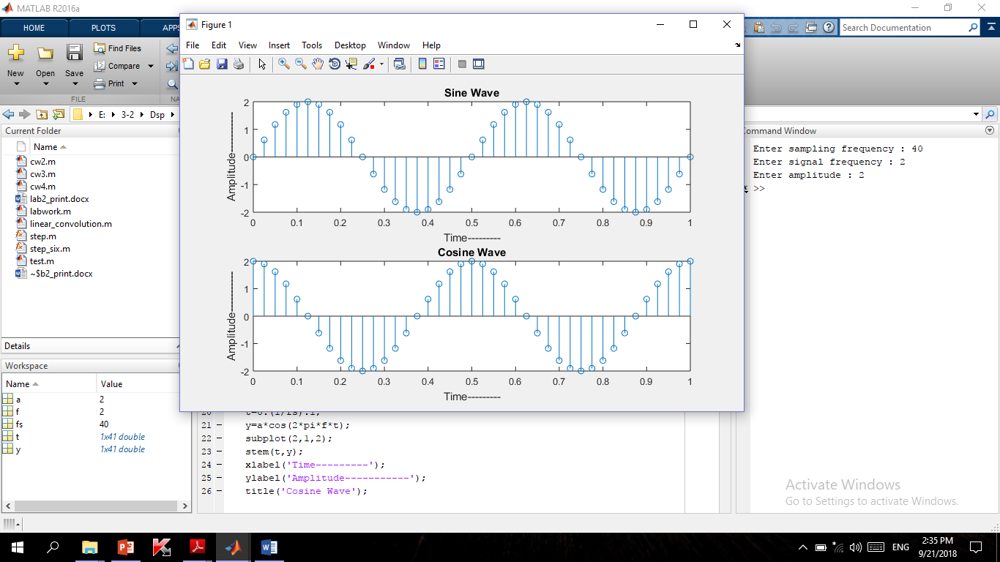 MATLAB R2016a
HOME PLOTS APPS
Search Documentation
New Open Save
Find Files
Compare
Print
FILE
E: 3-2 Dsp
Current Folder
Name
cw2.m
cw3.m
cw4.m
lab2_print.docx
labwork.m
linear_convolution.m
step.m
step_six.m
test.m
~$b2_print.docx
Details
Workspace
Name Value
a 2
f 2
fs 40
t 1x41 double
y 1x41 double
Figure 1
File Edit View Insert Tools Desktop Window Help
Sine Wave
Amplitude-----------
2
1
0
-1
-2
0 0.1 0.2 0.3 0.4 0.5 0.6 0.7 0.8 0.9 1
Time---------
Cosine Wave
Amplitude-----------
2
1
0
-1
-2
0 0.1 0.2 0.3 0.4 0.5 0.6 0.7 0.8 0.9 1
Time---------
21 y=a*cos(2*pi*f*t);
22 subplot(2,1,2);
23 stem(t,y);
24 xlabel('Time---------');
25 ylabel('Amplitude-----------');
26 title('Cosine Wave');
Command Window
Enter sampling frequency : 40
Enter signal frequency : 2
Enter amplitude : 2
>>
Activate Windows
Go to Settings to activate Windows.
ENG
2:35 PM
9/21/2018